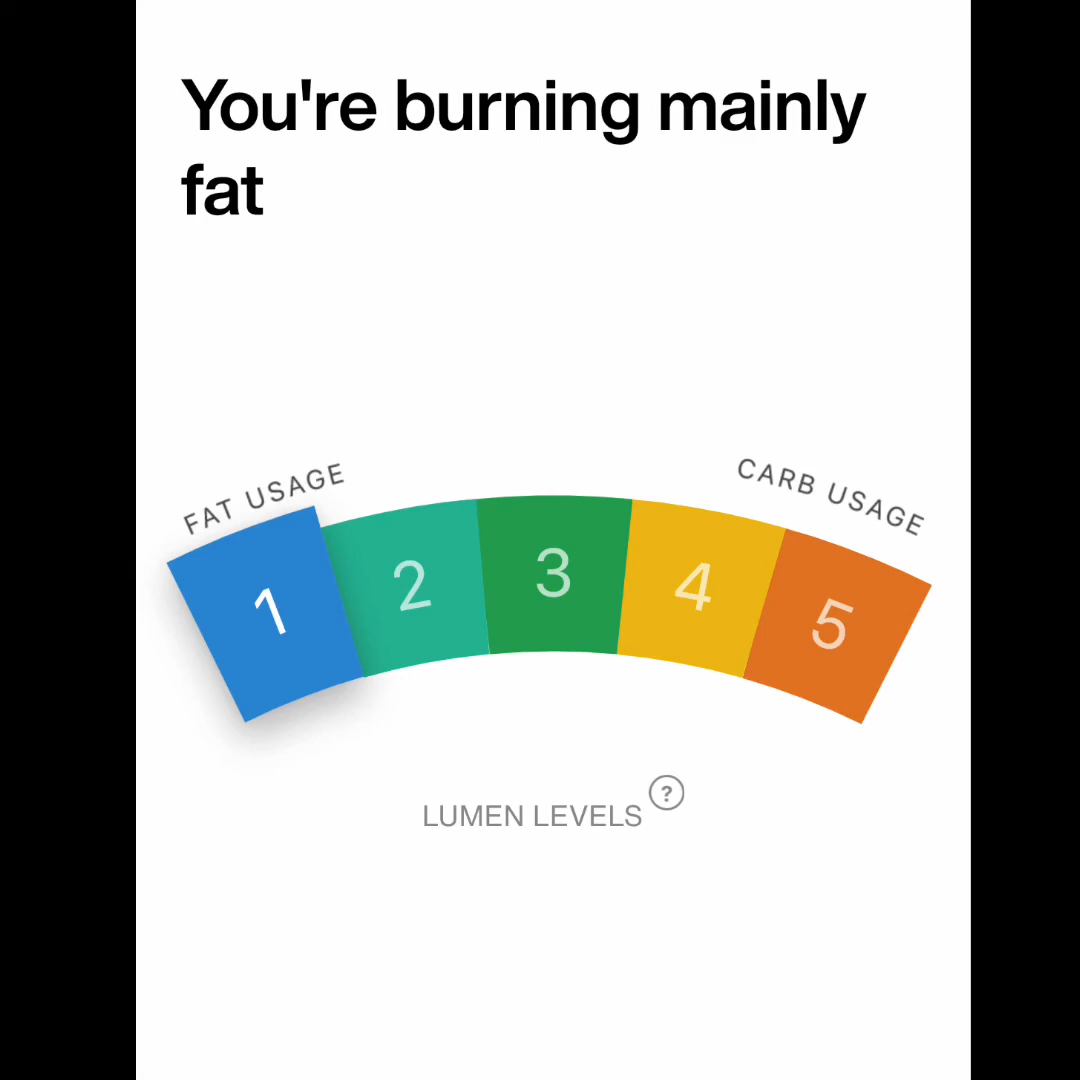 You're burning mainly
fat
FAT USAGE
CARB USAGE
1
2
3
4
5
LUMEN LEVELS ?